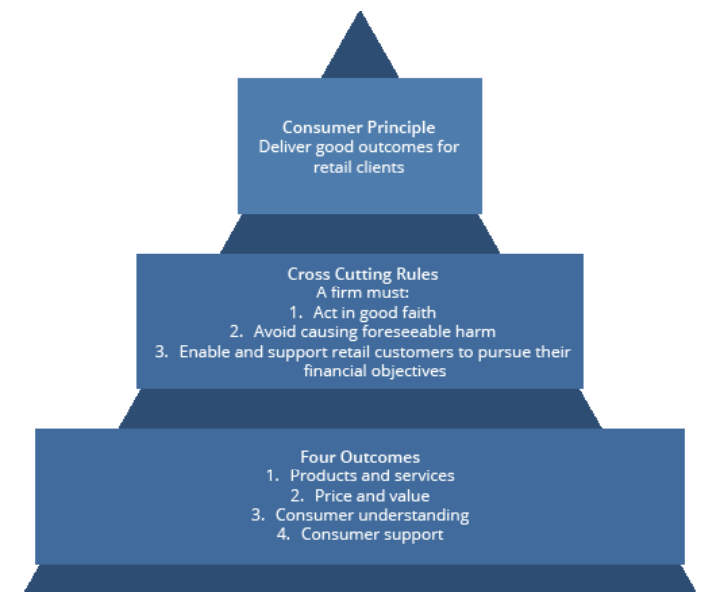 Consumer Principle
Deliver good outcomes for
retail clients
Cross Cutting Rules
A firm must:
1. Act in good faith
2. Avoid causing foreseeable harm
3. Enable and support retail customers to pursue their
financial objectives
Four Outcomes
1. Products and services
2. Price and value
3. Consumer understanding
4. Consumer support